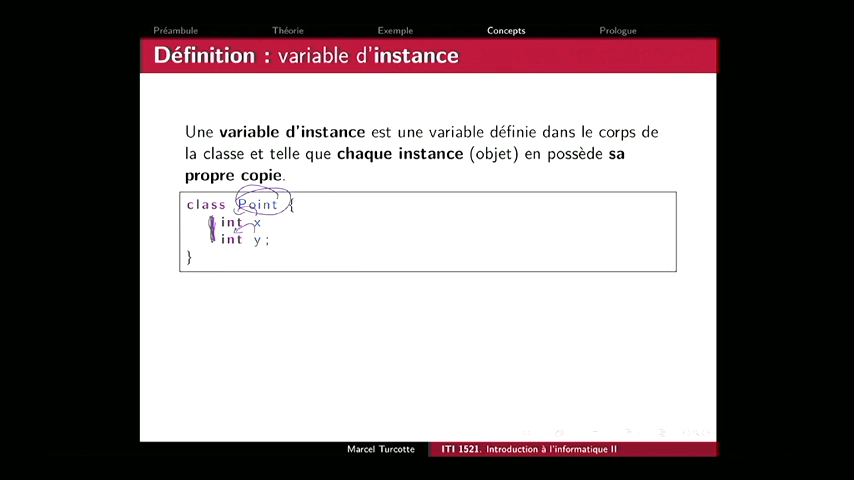 Préambule Théorie Exemple Concepts Prologue
Définition : variable d'instance
Une variable d'instance est une variable définie dans le corps de
la classe et telle que chaque instance (objet) en possède sa
propre copie.
class Point {
int x
int y ;
}
Marcel Turcotte ITI 1521. Introduction à l'informatique II